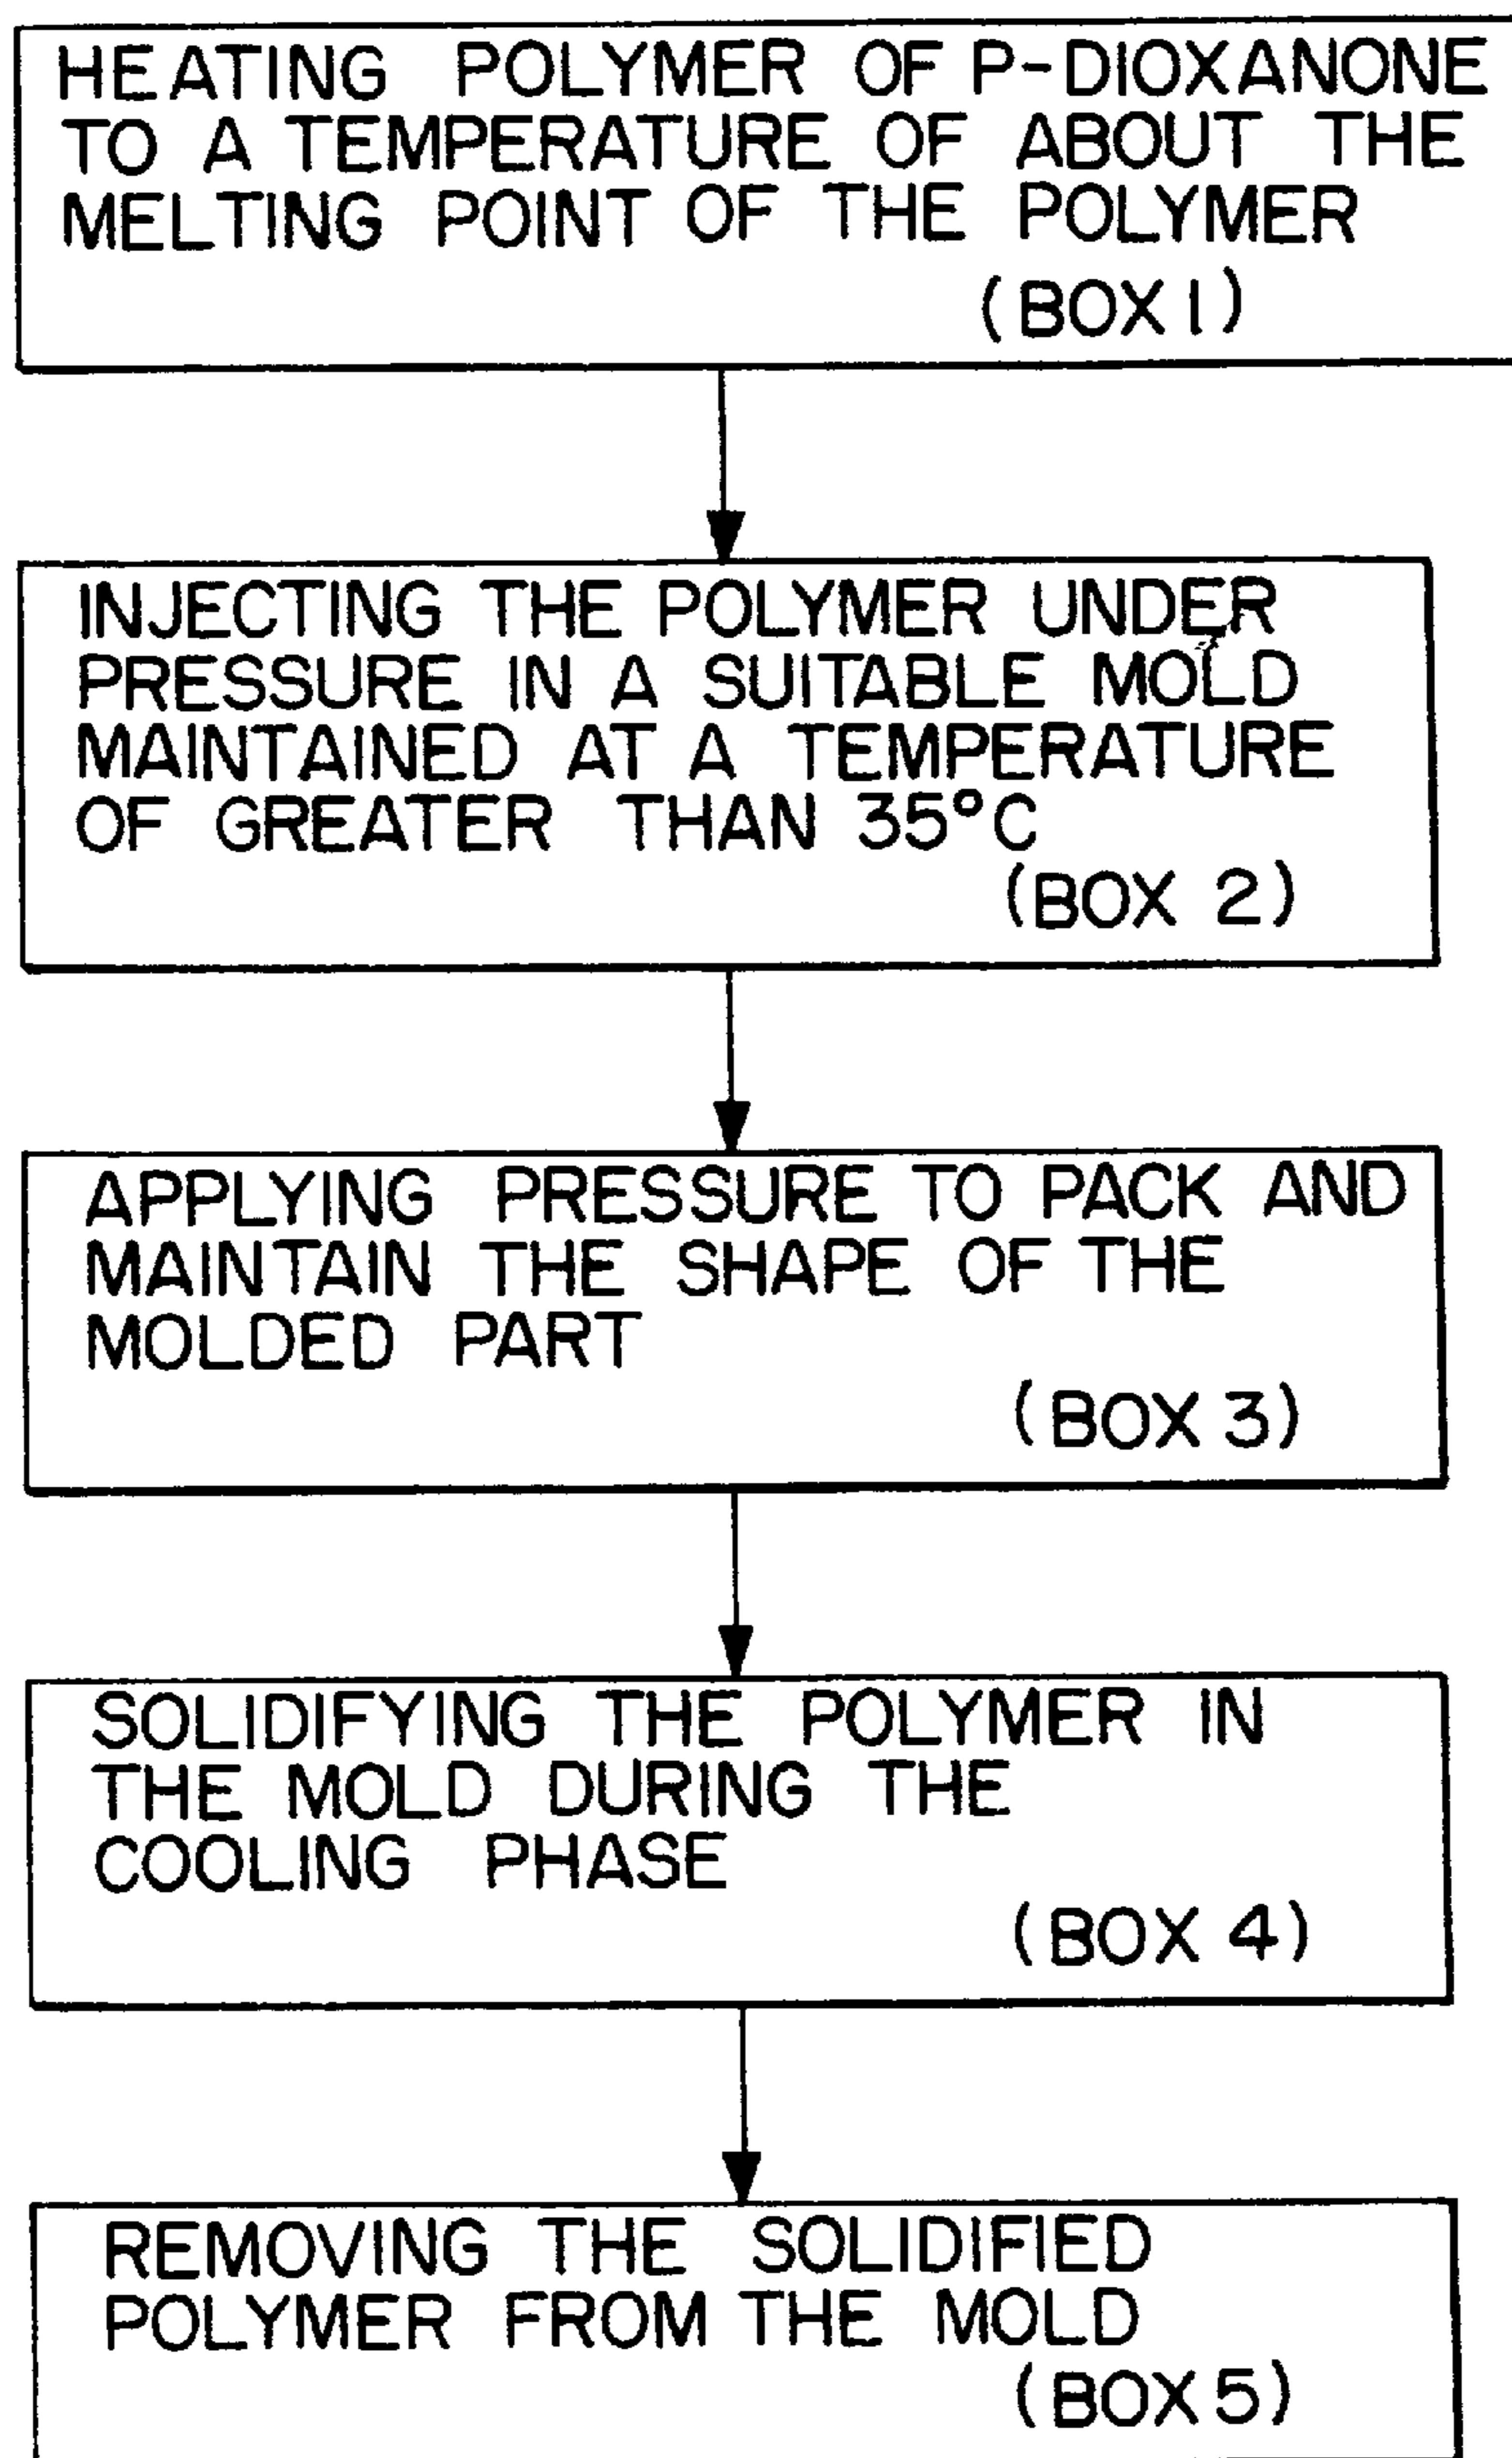 HEATING POLYMER OF P-DIOXANONE
TO A TEMPERATURE OF ABOUT THE
MELTING POINT OF THE POLYMER
(BOX 1)
INJECTING THE POLYMER UNDER
PRESSURE IN A SUITABLE MOLD
MAINTAINED AT A TEMPERATURE
OF GREATER THAN 35°C
(BOX 2)
APPLYING PRESSURE TO PACK AND
MAINTAIN THE SHAPE OF THE
MOLDED PART
(BOX 3)
SOLIDIFYING THE POLYMER IN
THE MOLD DURING THE
COOLING PHASE
(BOX 4)
REMOVING THE SOLIDIFIED
POLYMER FROM THE MOLD
(BOX 5)